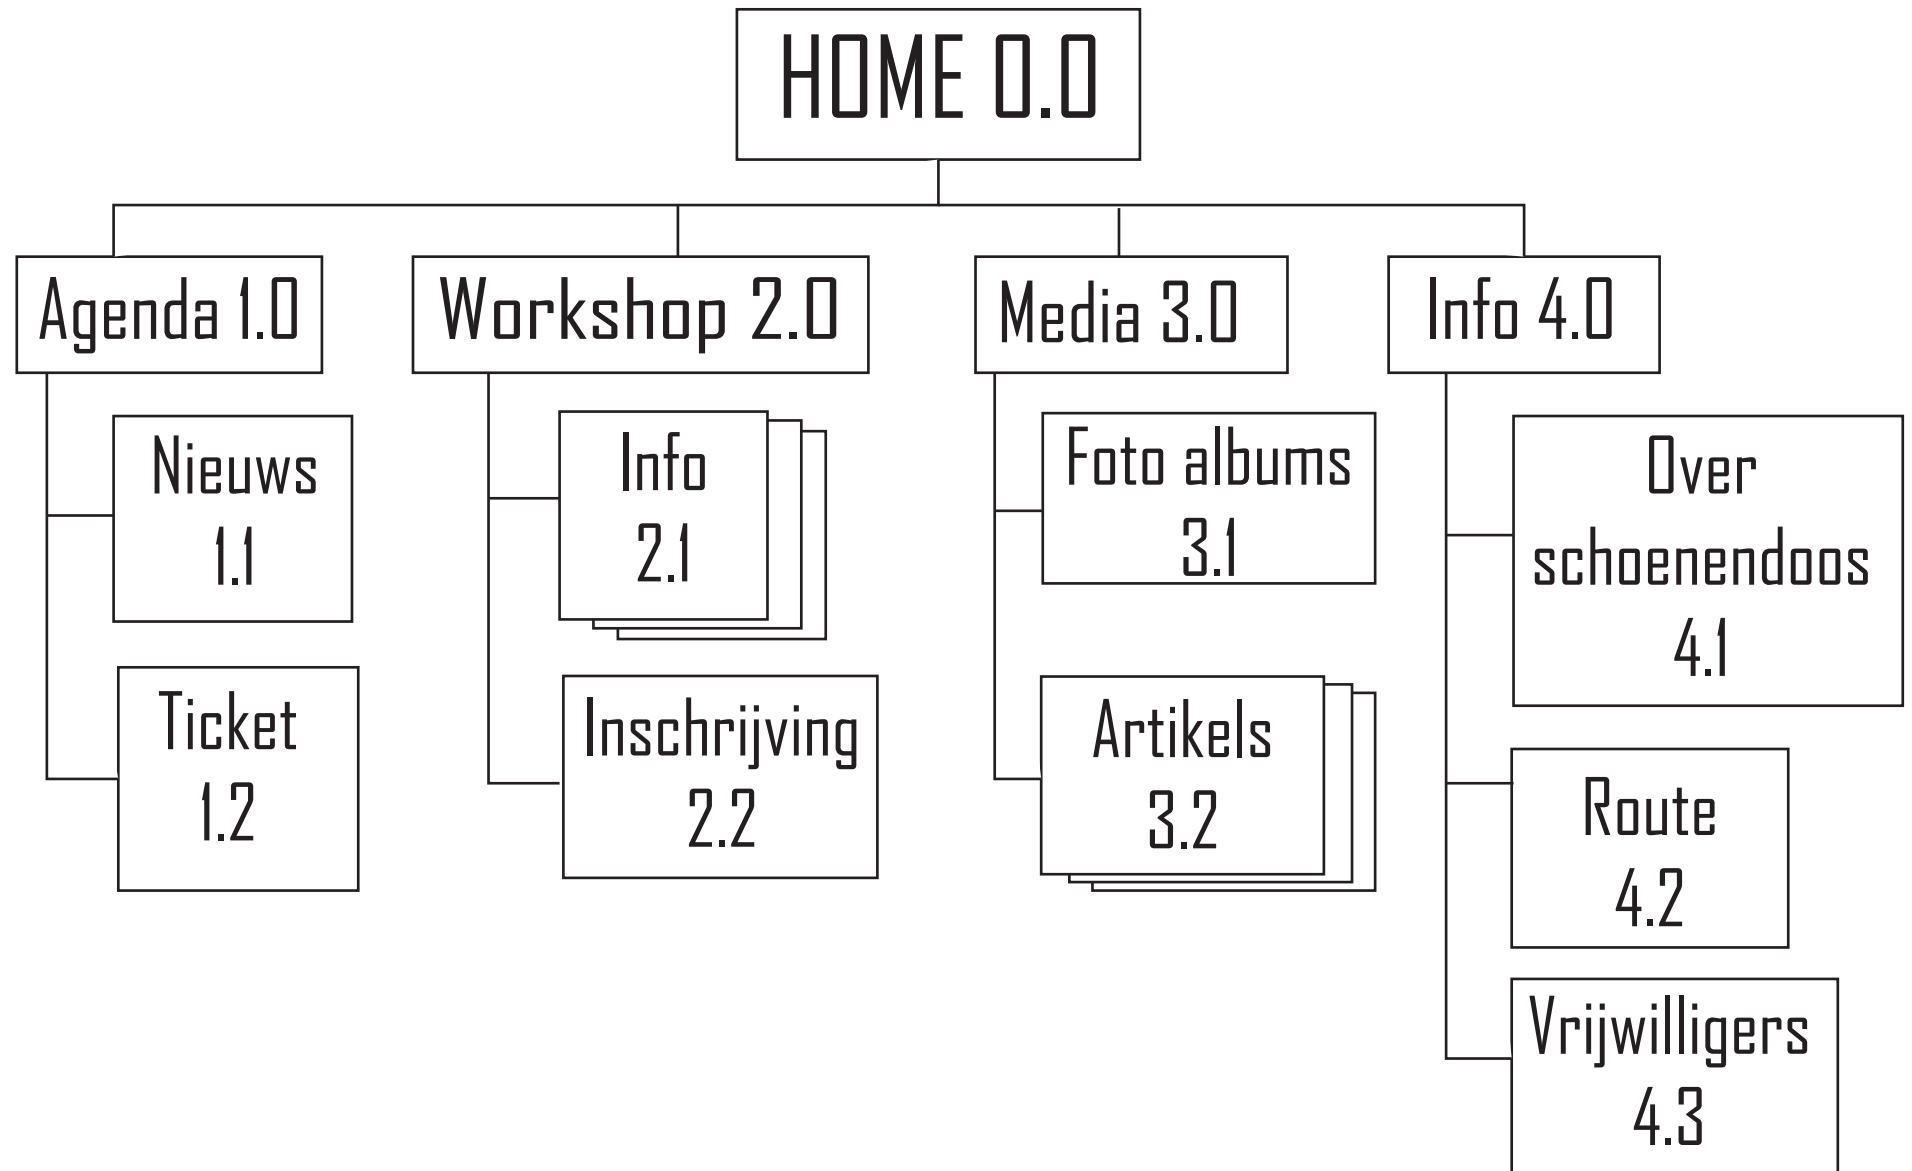 HOME 0.0
Agenda 1.0
Workshop 2.0
Media 3.0
Info 4.0
Nieuws
1.1
Ticket
1.2
Info
2.1
Inschrijving
2.2
Foto albums
3.1
Artikels
3.2
Over
schoenendoos
4.1
Route
4.2
Vrijwilligers
4.3